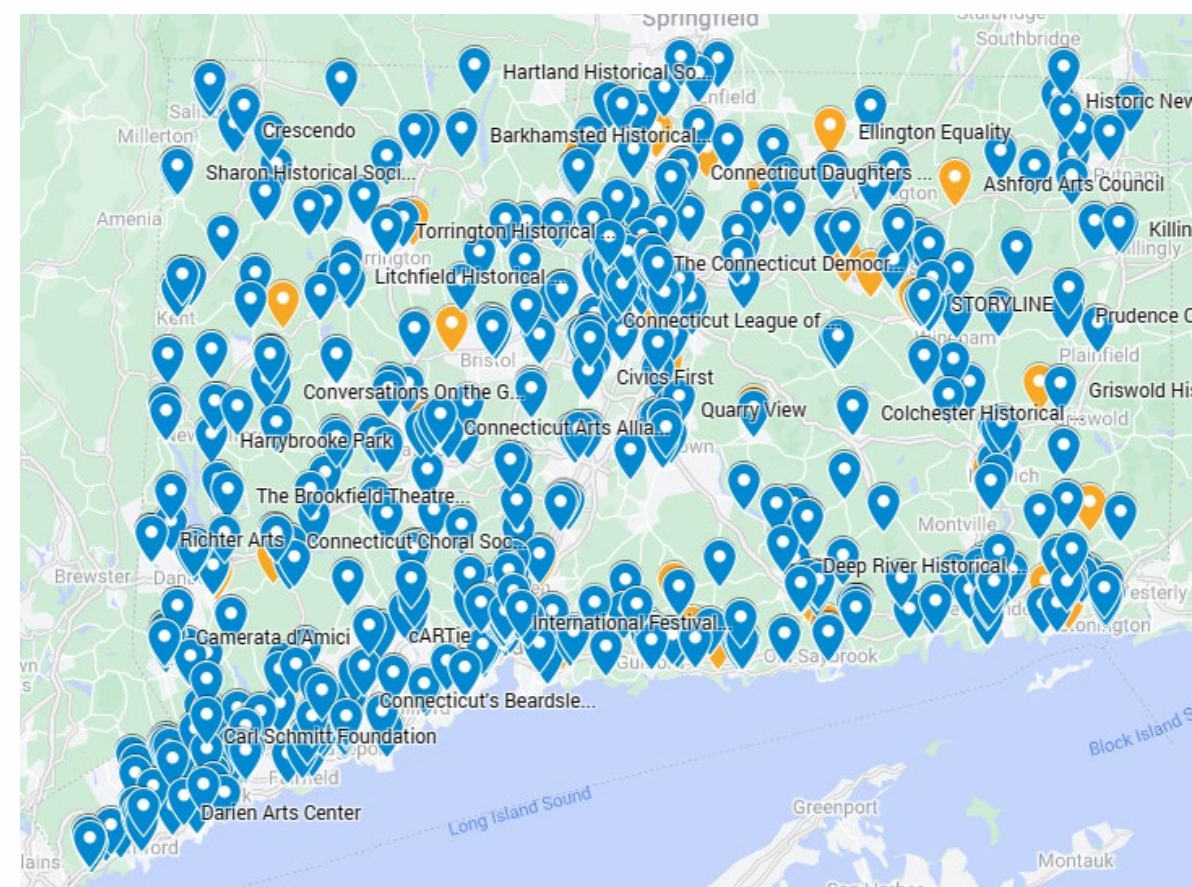 Springfield
Southbridge
Hartland Historical So...
Enfield
Historic New
Millerton
Crescendo
Barkhamsted Historical...
Ellington Equality
Sharon Historical Soci...
Connecticut Daughters ...
Ashford Arts Council
Putnam
Amenia
Torrington Historical ...
Killin
Litchfield Historical ...
The Connecticut Democr...
Kent
STORYLINE
Connecticut League of ...
Prudence C
Bristol
Plainfield
Conversations On the G...
Civics First
Griswold His
Quarry View
Colchester Historical ...
Harrybrooke Park
Connecticut Arts Allia...
The Brookfield Theatre...
Montville
Richter Arts
Connecticut Choral Soc...
Brewster
Deep River Historical ...
Camerata d'Amici
cARTie
International Festival...
Old Saybrook
Connecticut's Beardsle...
Carl Schmitt Foundation
Block Island S
Fairfield
Darien Arts Center
Long Island Sound
Greenport
Montauk